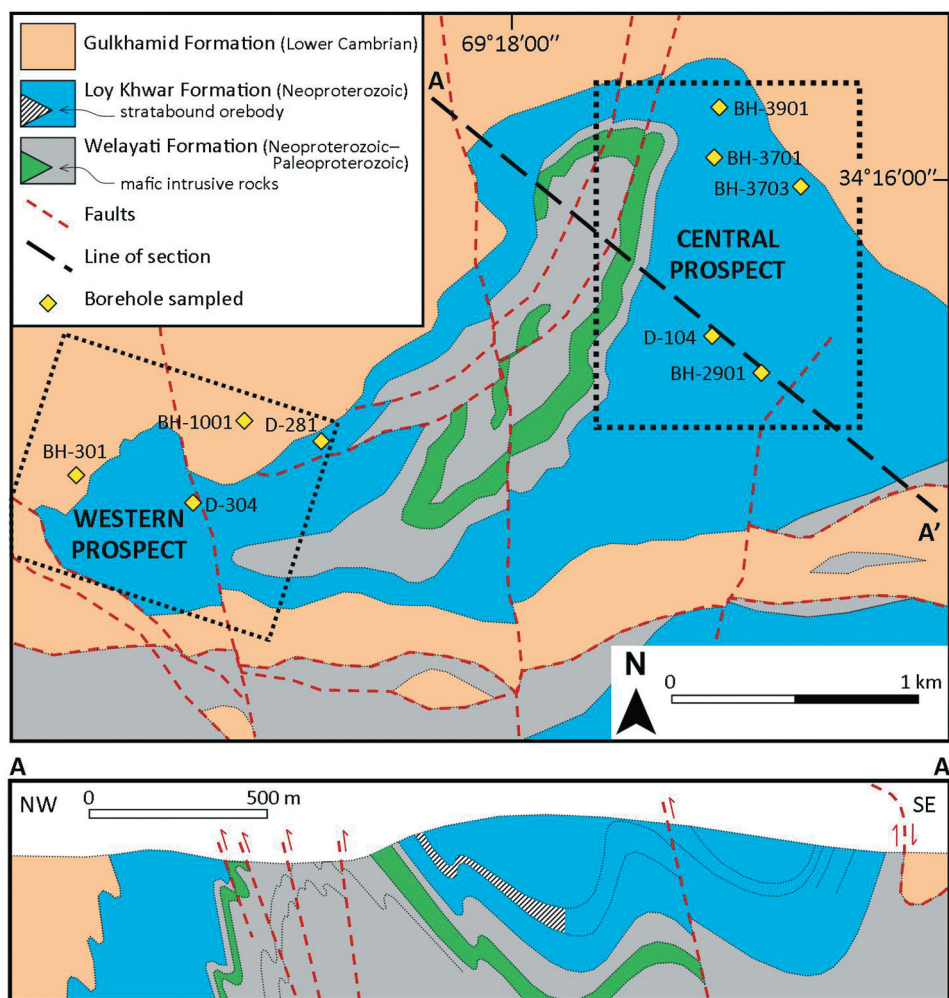 Gulkhamid Formation (Lower Cambrian)
Loy Khwar Formation (Neoproterozoic)
stratabound orebody
Welayati Formation (Neoproterozoic–
Paleoproterozoic)
mafic intrusive rocks
Faults
Line of section
Borehole sampled
69°18′00′′
A
BH-3901
BH-3701
34°16′00′′
BH-3703
CENTRAL
PROSPECT
D-104
BH-2901
BH-1001
D-281
BH-301
D-304
WESTERN
PROSPECT
A′
N
0
1 km
A
A
NW
0
500 m
SE